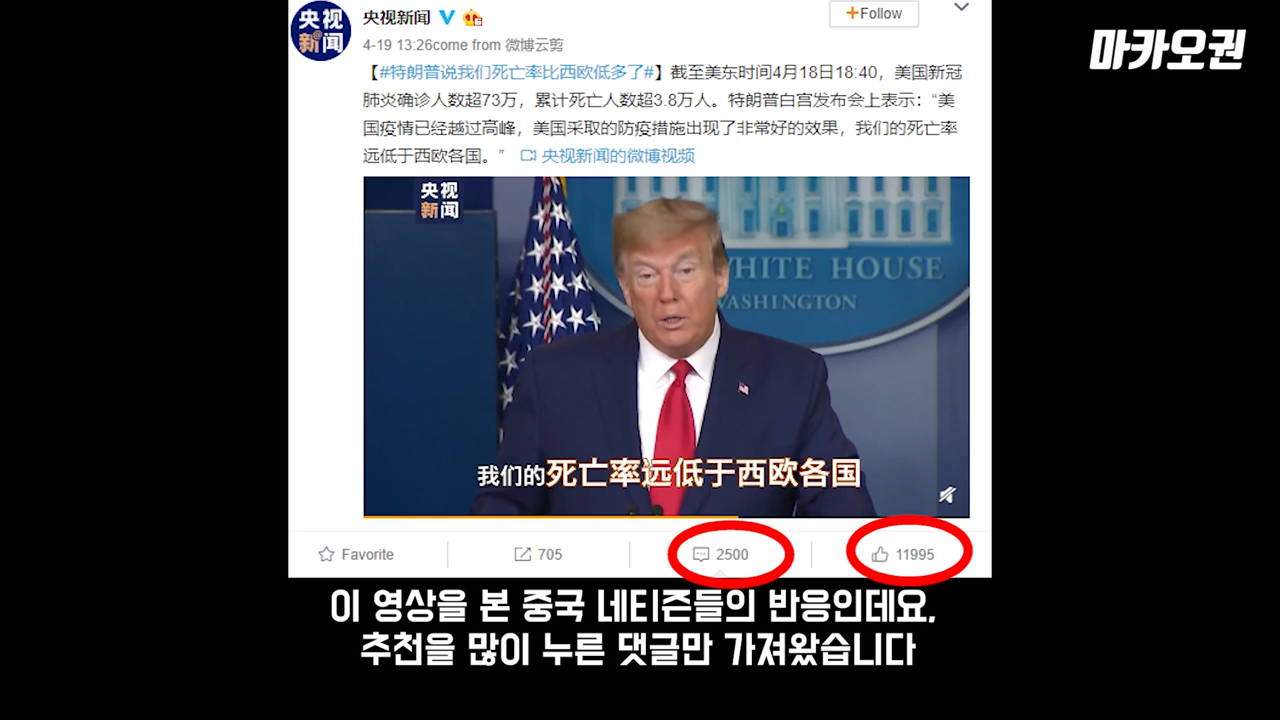 央视新闻
央视新闻
マ카오권
4-19 13:26come from 微博云剪
+Follow
【#特朗普说我们死亡率比西欧低多了#】截至美东时间4月18日18:40，美国新冠
肺炎确诊人数超73万，累计死亡人数超3.8万人。特朗普白宫发布会上表示：“美
国疫情已经越过高峰，美国采取的防疫措施出现了非常好的效果，我们的死亡率
远低于西欧各国。” 央视新闻的微博视频
央视
新闻
WHITE HOUSE
WASHINGTON
我们的死亡率远低于西欧各国
Favorite
705
2500
11995
이 영상을 본 중국 네티즌들의 반응인데요,
추천을 많이 누른 댓글만 가져왔습니다